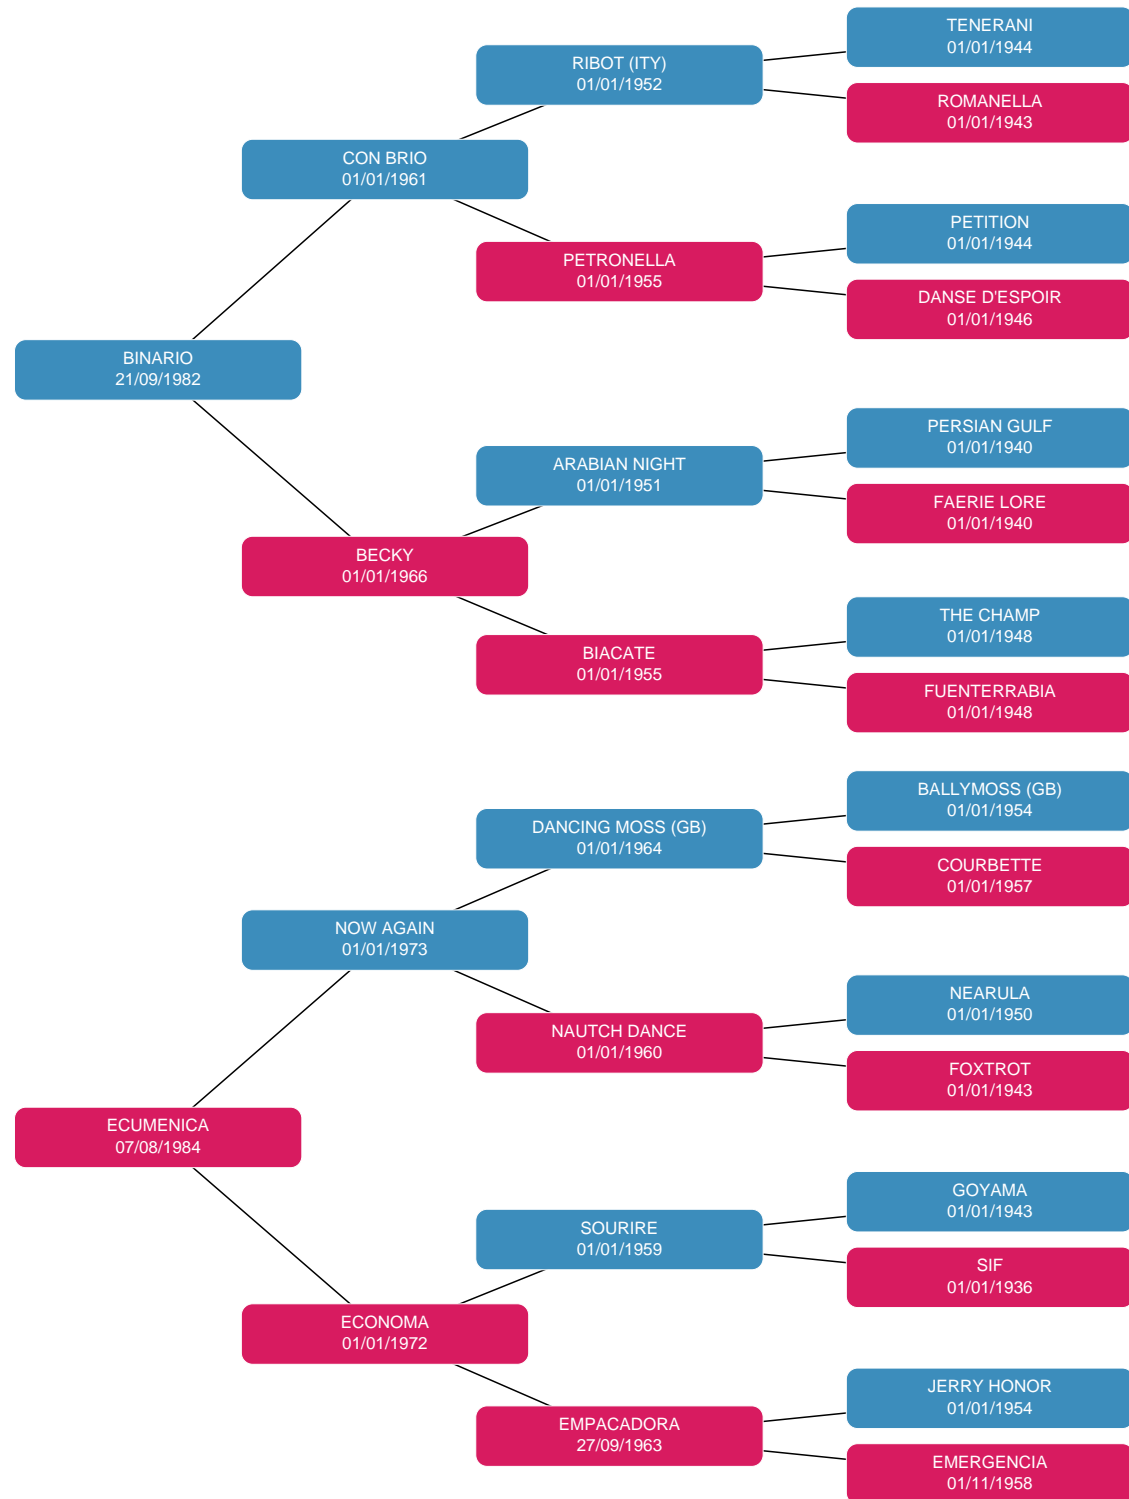 TENERANI
01/01/1944
RIBOT (ITY)
01/01/1952
ROMANELLA
01/01/1943
CON BRIO
01/01/1961
PETITION
01/01/1944
PETRONELLA
01/01/1955
DANSE D'ESPOIR
01/01/1946
BINARIO
21/09/1982
PERSIAN GULF
01/01/1940
ARABIAN NIGHT
01/01/1951
FAERIE LORE
01/01/1940
BECKY
01/01/1966
THE CHAMP
01/01/1948
BIACATE
01/01/1955
FUENTERRABIA
01/01/1948
BALLYMOSS (GB)
01/01/1954
DANCING MOSS (GB)
01/01/1964
COURBETTE
01/01/1957
NOW AGAIN
01/01/1973
NEARULA
01/01/1950
NAUTCH DANCE
01/01/1960
FOXTROT
01/01/1943
ECUMENICA
07/08/1984
GOYAMA
01/01/1943
SOURIRE
01/01/1959
SIF
01/01/1936
ECONOMA
01/01/1972
JERRY HONOR
01/01/1954
EMPACADORA
27/09/1963
EMERGENCIA
01/11/1958